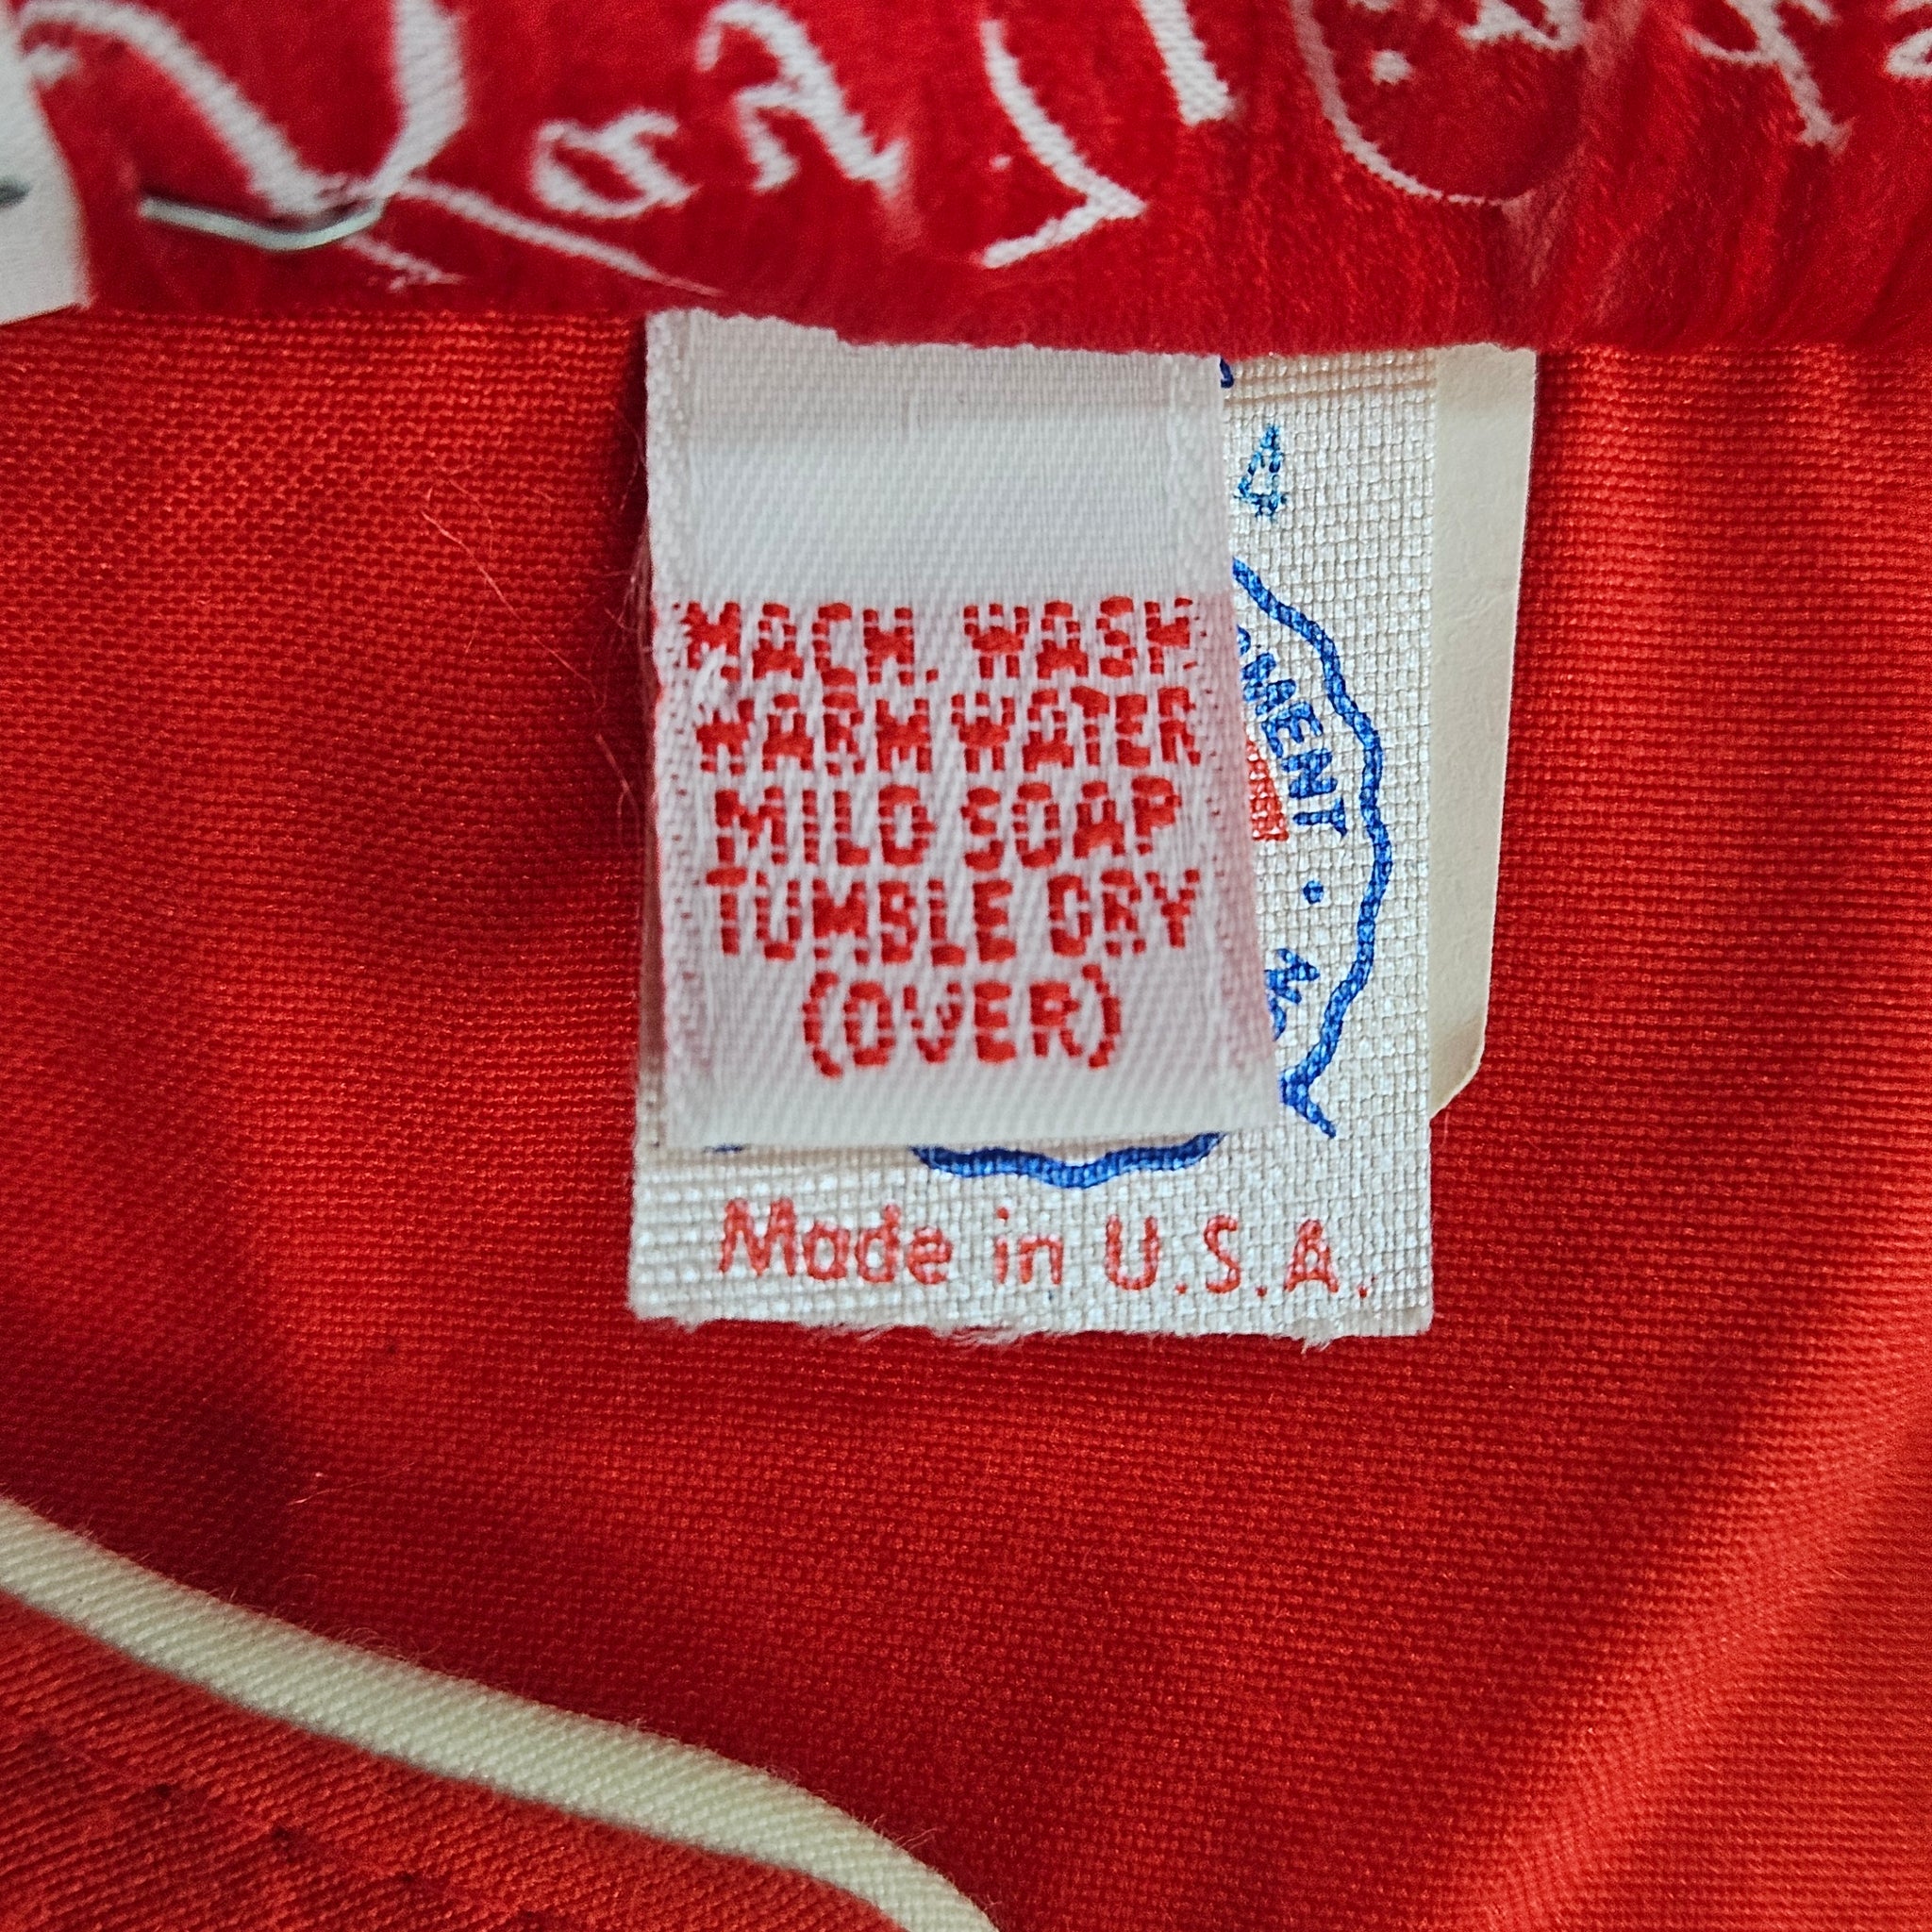 MACH. WASH
WARM WATER
MILD SOAP
TUMBLE DRY
(OVER)
Made in U.S.A.